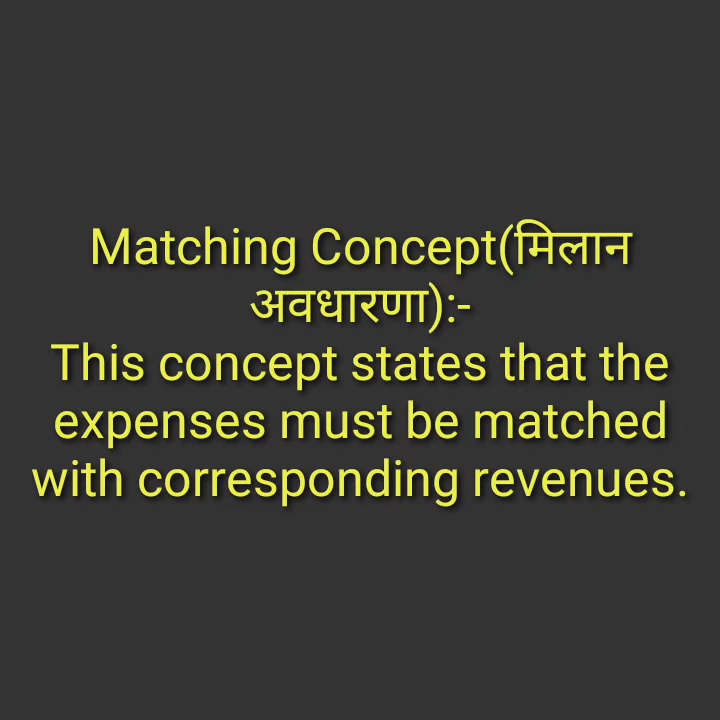 Matching Concept(मिलान
अवधारणा):-
This concept states that the
expenses must be matched
with corresponding revenues.